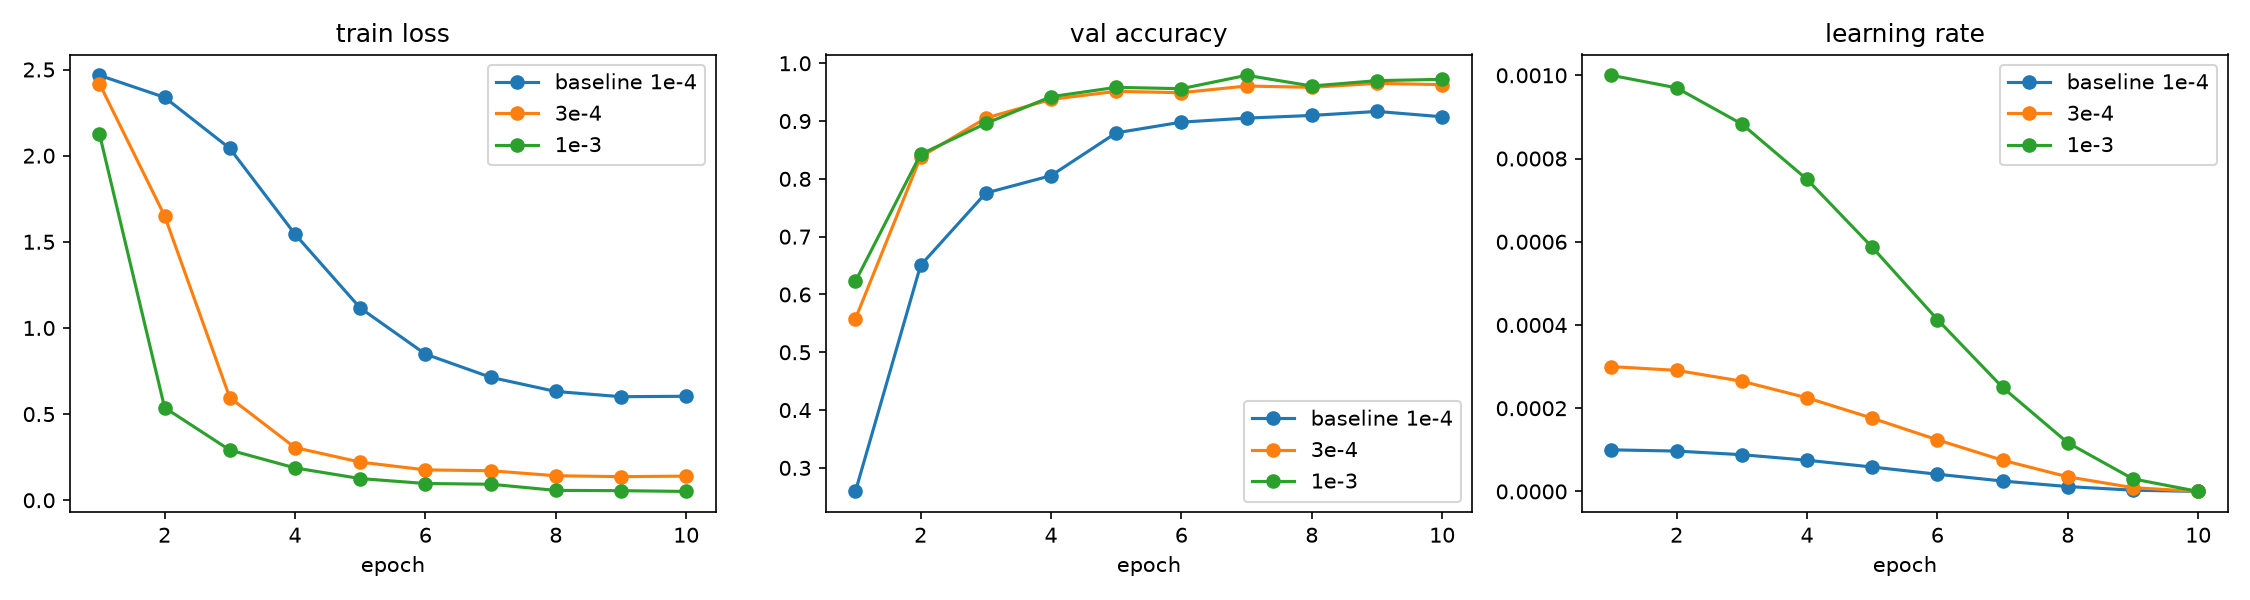 train loss
2.5
2.0
1.5
1.0
0.5
0.0
baseline 1e-4
3e-4
1e-3
2 4 6 8 10
epoch
val accuracy
1.0
0.9
0.8
0.7
0.6
0.5
0.4
0.3
baseline 1e-4
3e-4
1e-3
2 4 6 8 10
epoch
learning rate
0.0010
0.0008
0.0006
0.0004
0.0002
0.0000
baseline 1e-4
3e-4
1e-3
2 4 6 8 10
epoch